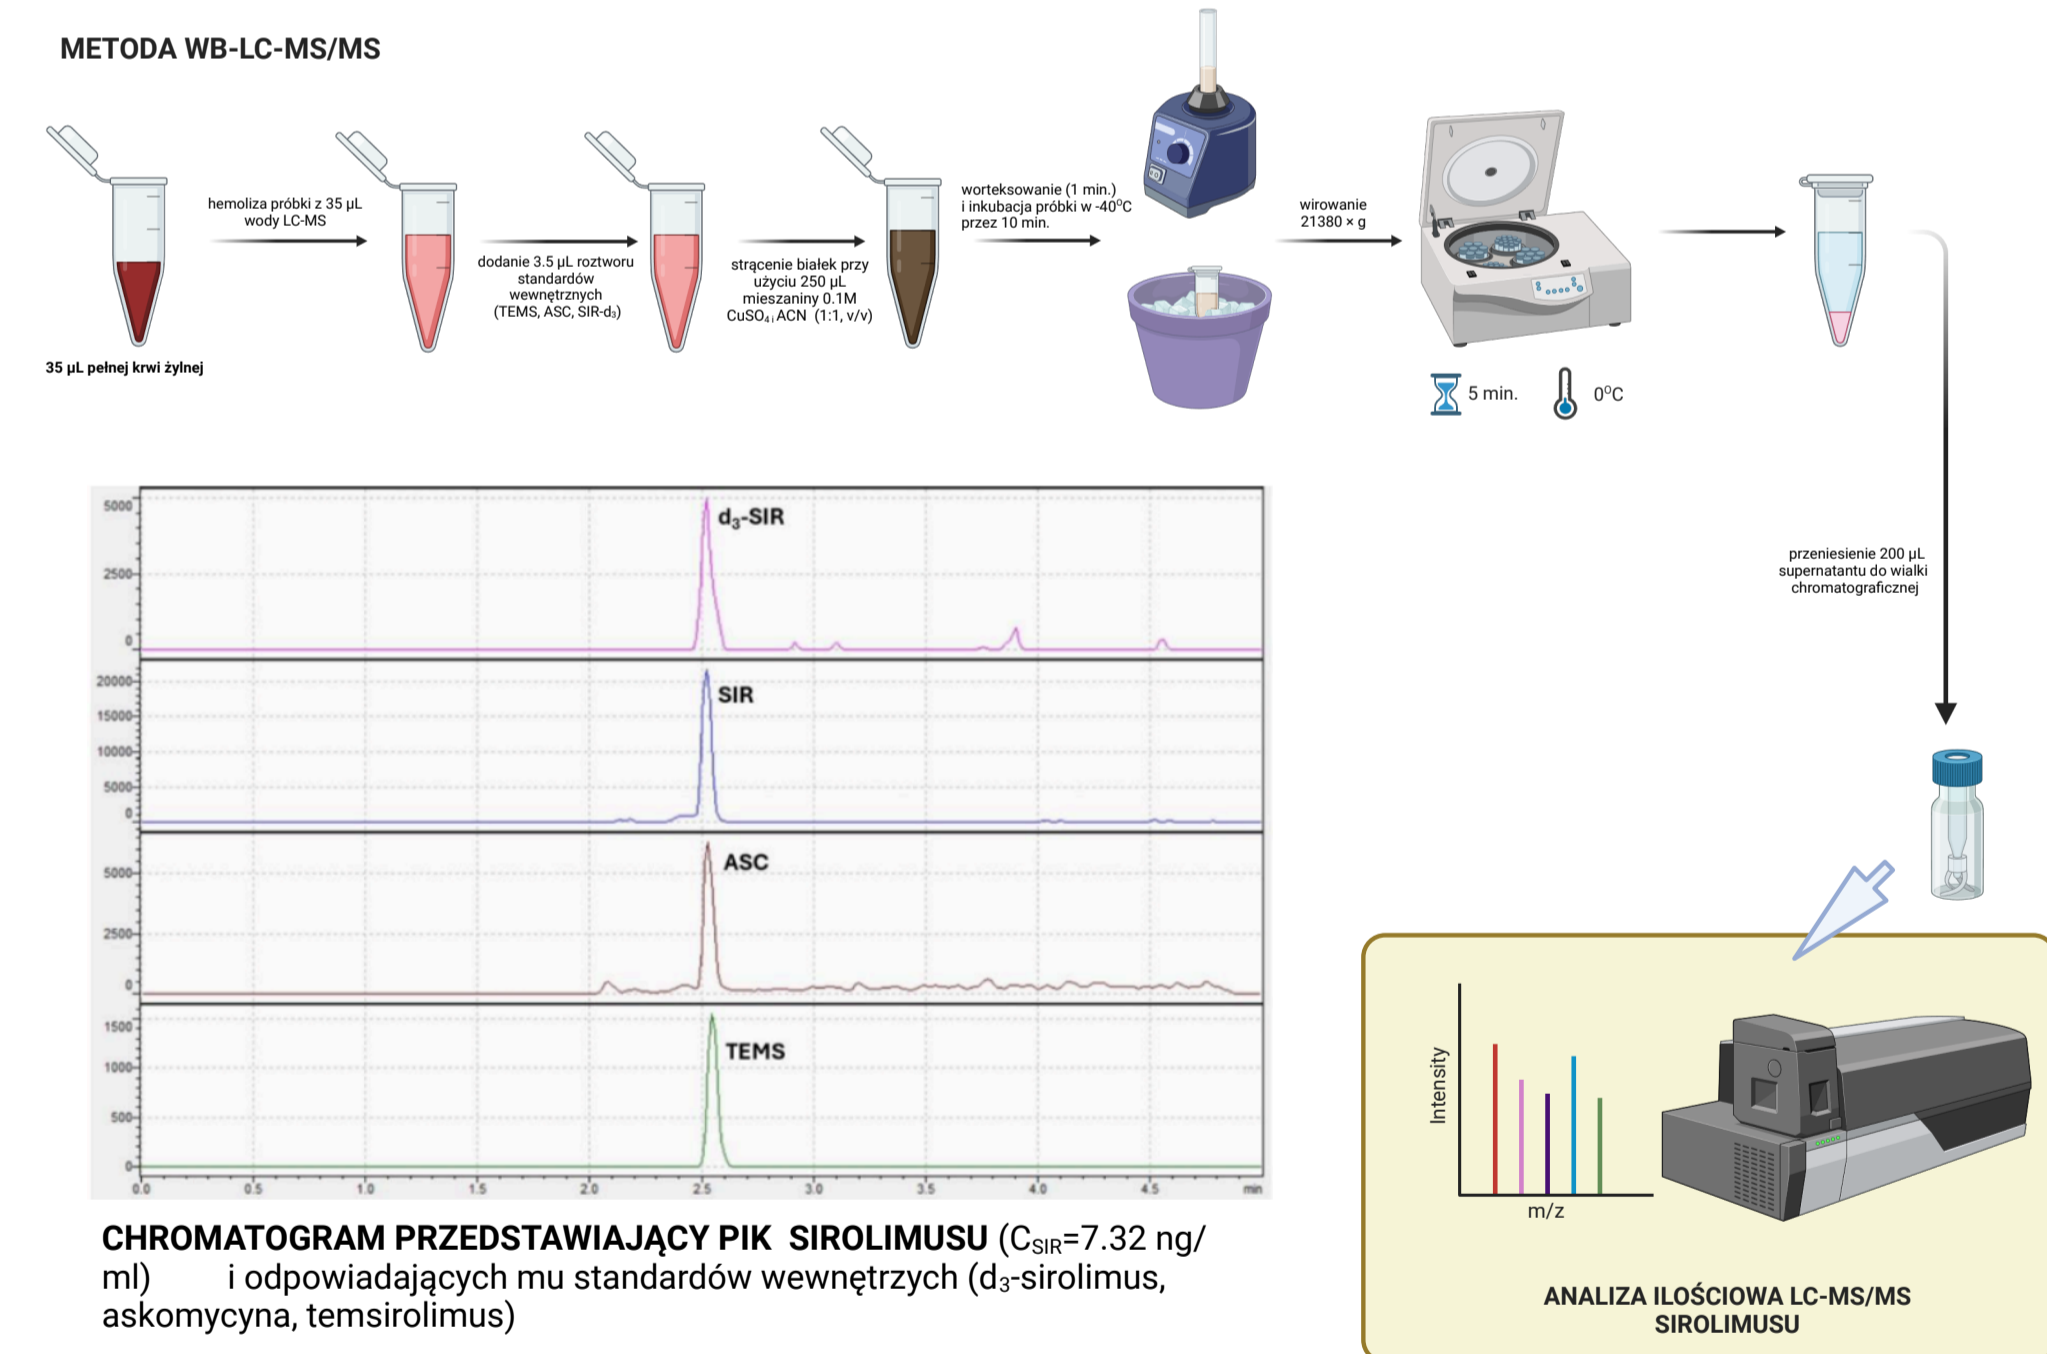 METODA WB-LC-MS/MS
35 µL pełnej krwi żylnej
hemoliza próbki z 35 µL
wody LC-MS
dodanie 3.5 µL roztworu
standardów
wewnętrznych
(TEMS, ASC, SIR-d₃)
strącenie białek przy
użyciu 250 µL
mieszaniny 0.1M
CuSO₄ i ACN (1:1, v/v)
worteksowanie (1 min.)
i inkubacja próbki w -40⁰C
przez 10 min.
wirowanie
21380 × g
5 min.
0⁰C
przeniesienie 200 µL
supernatantu do wialki
chromatograficznej
5000
2500
0
d₃-SIR
20000
15000
10000
5000
0
SIR
5000
2500
0
ASC
1500
1000
500
0
TEMS
0.0 0.5 1.0 1.5 2.0 2.5 3.0 3.5 4.0 4.5 min
CHROMATOGRAM PRZEDSTAWIAJĄCY PIK SIROLIMUSU (C_SIR=7.32 ng/
ml) i odpowiadających mu standardów wewnętrzych (d₃-sirolimus,
askomycyna, temsirolimus)
Intensity
m/z
ANALIZA ILOŚCIOWA LC-MS/MS
SIROLIMUSU